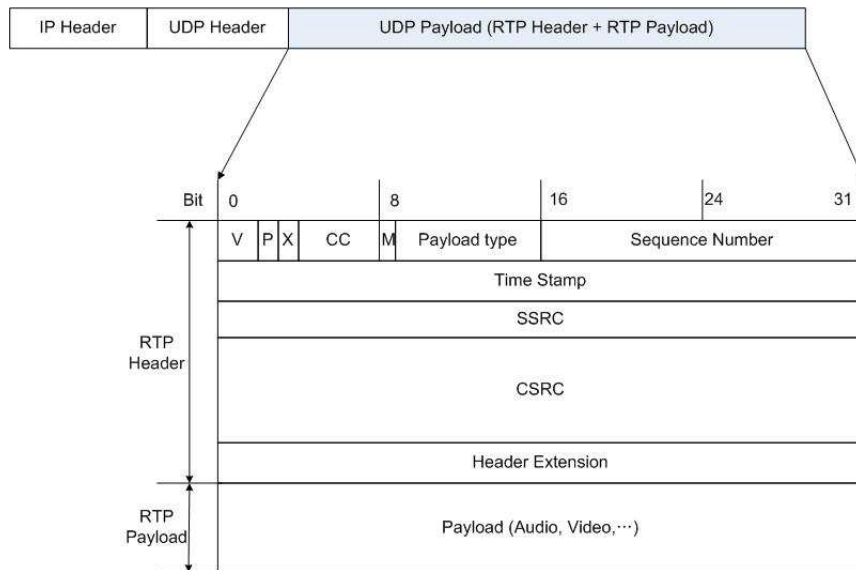 IP Header UDP Header UDP Payload (RTP Header + RTP Payload)
Bit 0 8 16 24 31
V P X CC M Payload type Sequence Number
Time Stamp
SSRC
RTP
Header
CSRC
Header Extension
RTP
Payload
Payload (Audio, Video,⋯)